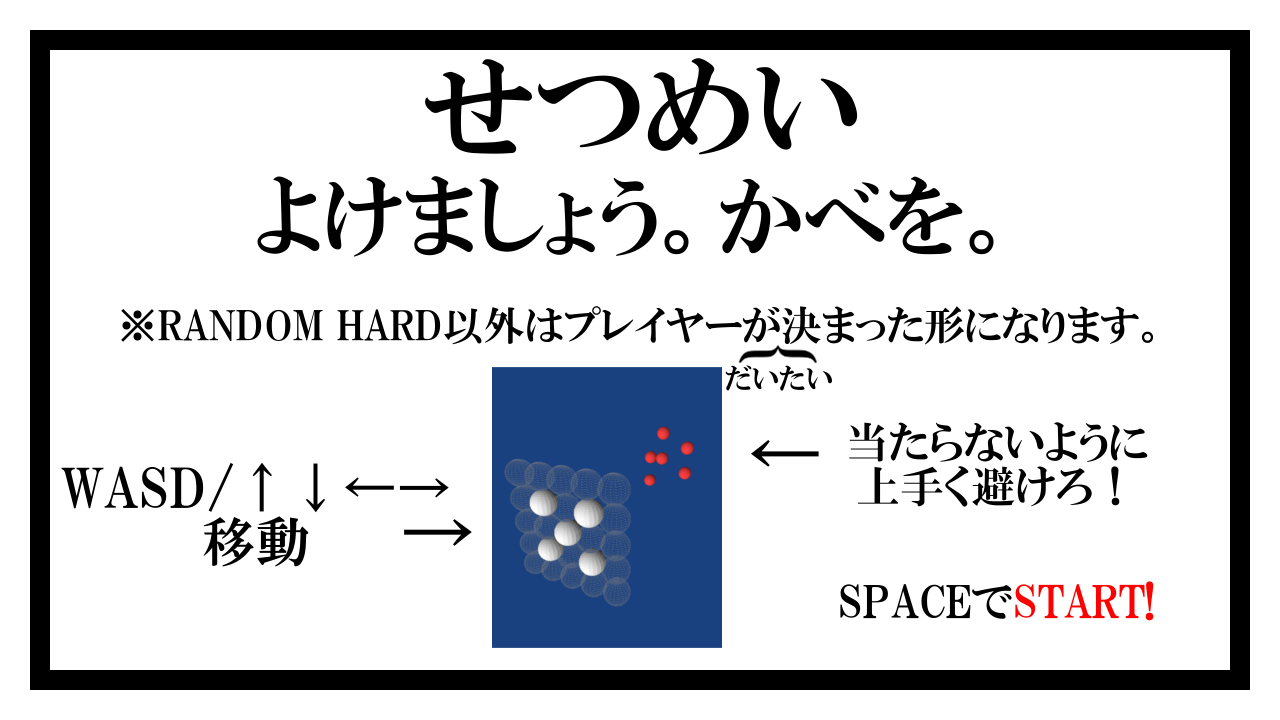 せつめい
よけましょう。かべを。
※RANDOM HARD以外はプレイヤーが決まった形になります。
だいたい
WASD/↑ ↓←→
移動
→
← 当たらないように
上手く避けろ！
SPACEでSTART!